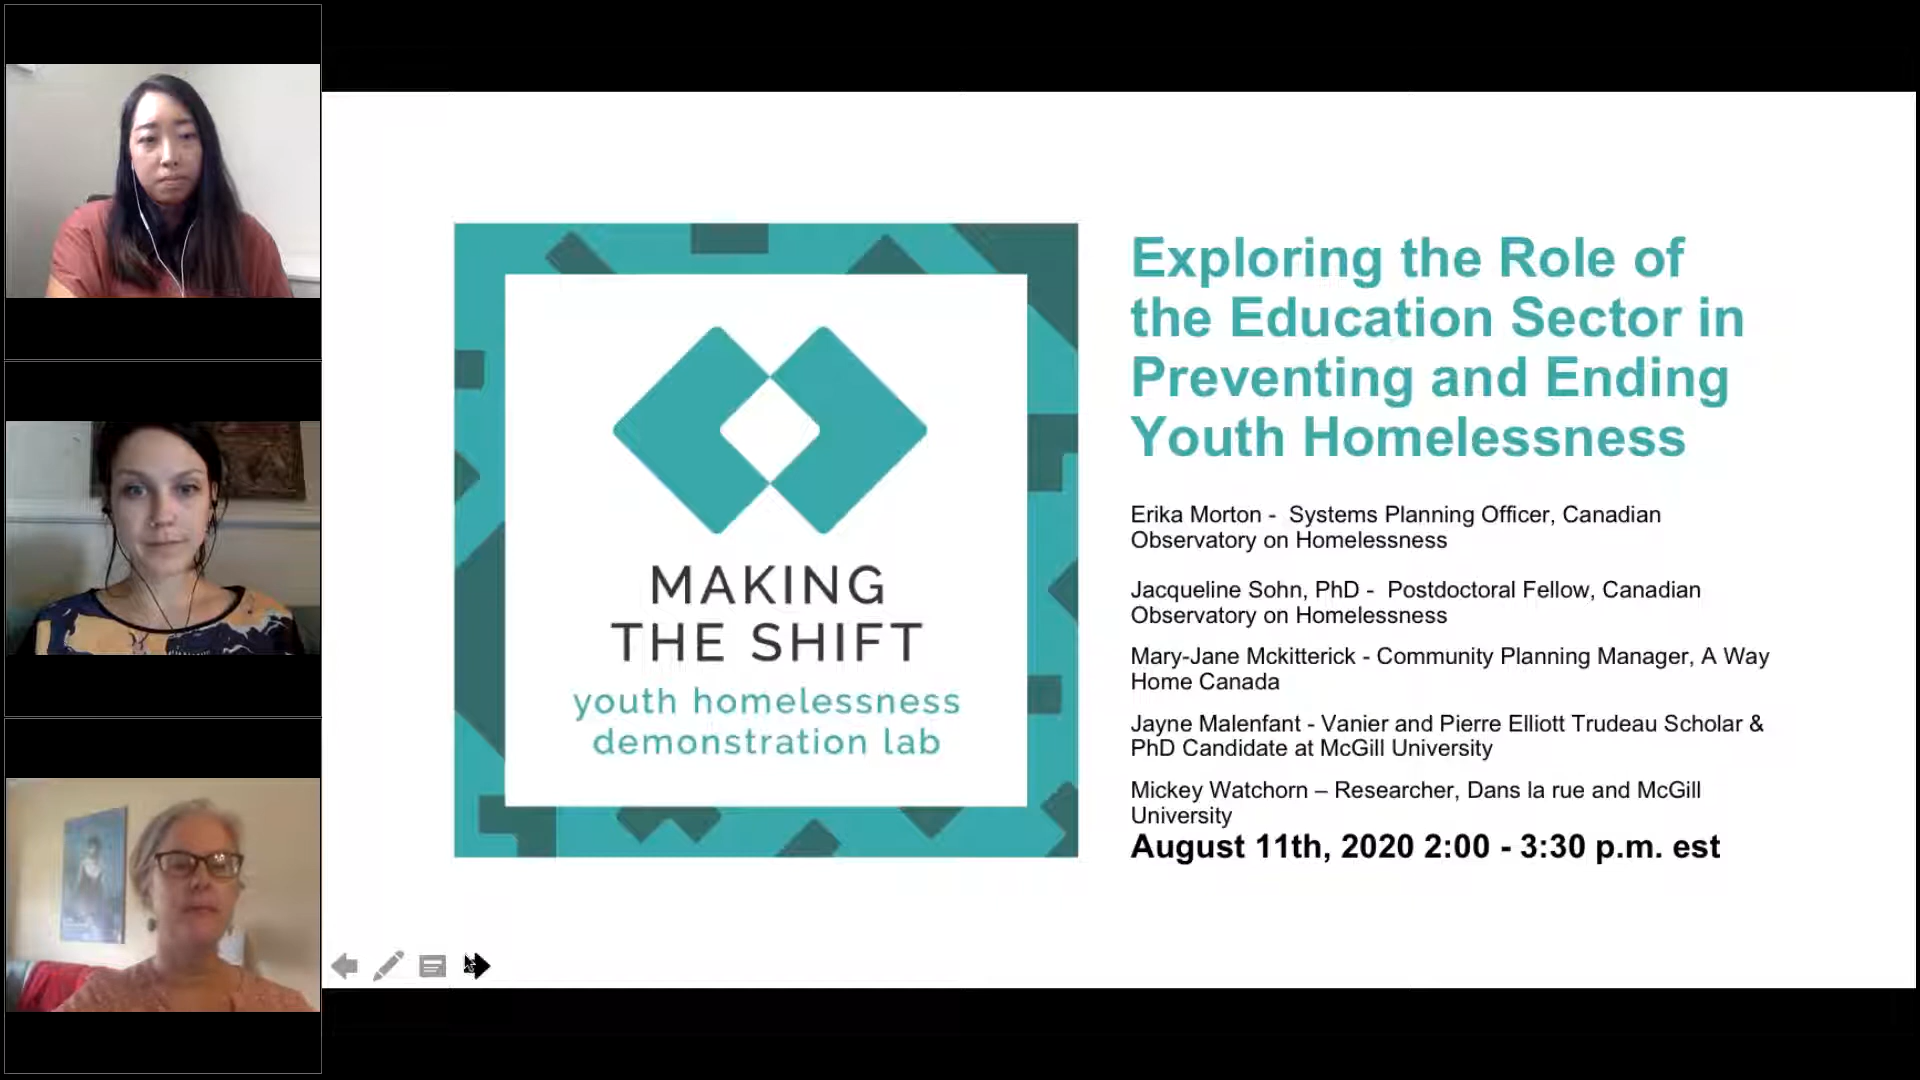 MAKING
THE SHIFT
youth homelessness
demonstration lab
Exploring the Role of
the Education Sector in
Preventing and Ending
Youth Homelessness
Erika Morton -  Systems Planning Officer, Canadian
Observatory on Homelessness
Jacqueline Sohn, PhD -  Postdoctoral Fellow, Canadian
Observatory on Homelessness
Mary-Jane Mckitterick - Community Planning Manager, A Way
Home Canada
Jayne Malenfant - Vanier and Pierre Elliott Trudeau Scholar &
PhD Candidate at McGill University
Mickey Watchorn – Researcher, Dans la rue and McGill
University
August 11th, 2020 2:00 - 3:30 p.m. est